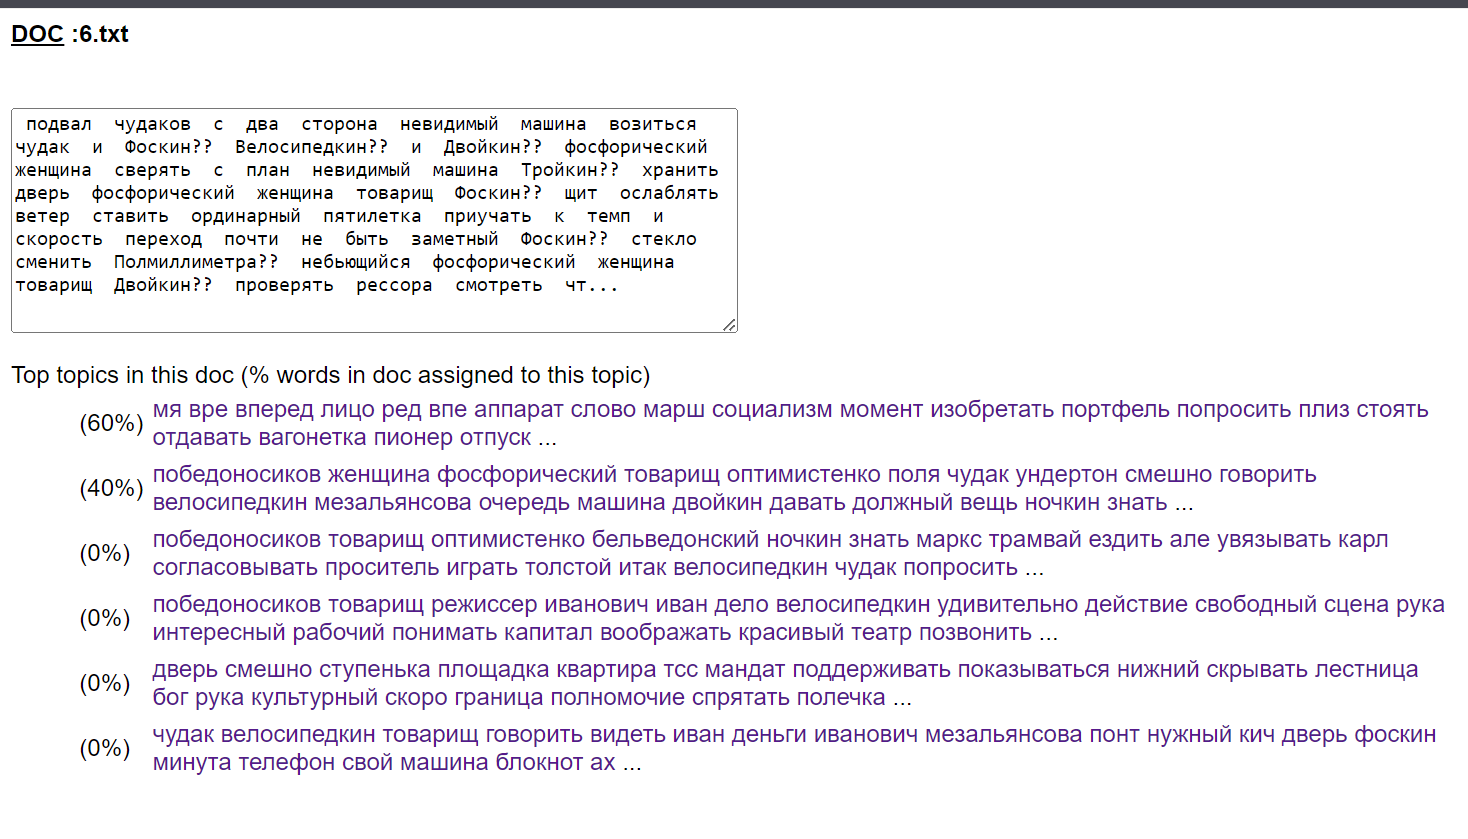 DOC :6.txt
подвал чудаков с два сторона невидимый машина возиться
чудак и Фоскин?? Велосипедкин?? и Двойкин?? фосфорический
женщина сверять с план невидимый машина Тройкин?? хранить
дверь фосфорический женщина товарищ Фоскин?? щит ослаблять
ветер ставить ординарный пятилетка приучать к темп и
скорость переход почти не быть заметный Фоскин?? стекло
сменить Полмиллиметра?? небьющийся фосфорический женщина
товарищ Двойкин?? проверять рессора смотреть чт...
Top topics in this doc (% words in doc assigned to this topic)
(60%) мя вре вперед лицо ред впе аппарат слово марш социализм момент изобретать портфель попросить плиз стоять
отдавать вагонетка пионер отпуск ...
(40%) победоносиков женщина фосфорический товарищ оптимистенко поля чудак ундертон смешно говорить
велосипедкин мезальянсова очередь машина двойкин давать должный вещь ночкин знать ...
(0%) победоносиков товарищ оптимистенко бельведонский ночкин знать маркс трамвай ездить але увязывать карл
согласовывать проситель играть толстой итак велосипедкин чудак попросить ...
(0%) победоносиков товарищ режиссер иванович иван дело велосипедкин удивительно действие свободный сцена рука
интересный рабочий понимать капитал воображать красивый театр позвонить ...
(0%) дверь смешно ступенька площадка квартира тсс мандат поддерживать показываться нижний скрывать лестница
бог рука культурный скоро граница полномочие спрятать полечка ...
(0%) чудак велосипедкин товарищ говорить видеть иван деньги иванович мезальянсова понт нужный кич дверь фоскин
минута телефон свой машина блокнот ах ...